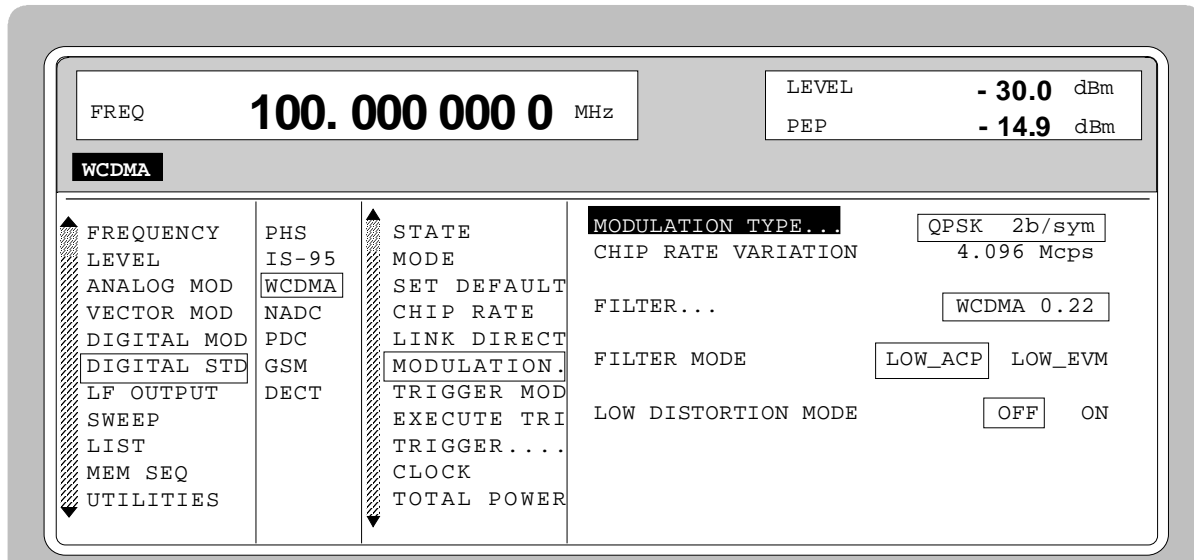 FREQ 100. 000 000 0 MHz
LEVEL - 30.0 dBm
PEP - 14.9 dBm
WCDMA
FREQUENCY
LEVEL
ANALOG MOD
VECTOR MOD
DIGITAL MOD
DIGITAL STD
LF OUTPUT
SWEEP
LIST
MEM SEQ
UTILITIES
PHS
IS-95
WCDMA
NADC
PDC
GSM
DECT
STATE
MODE
SET DEFAULT
CHIP RATE
LINK DIRECT
MODULATION.
TRIGGER MOD
EXECUTE TRI
TRIGGER....
CLOCK
TOTAL POWER
MODULATION TYPE... QPSK 2b/sym
CHIP RATE VARIATION 4.096 Mcps
FILTER... WCDMA 0.22
FILTER MODE LOW_ACP LOW_EVM
LOW DISTORTION MODE OFF ON